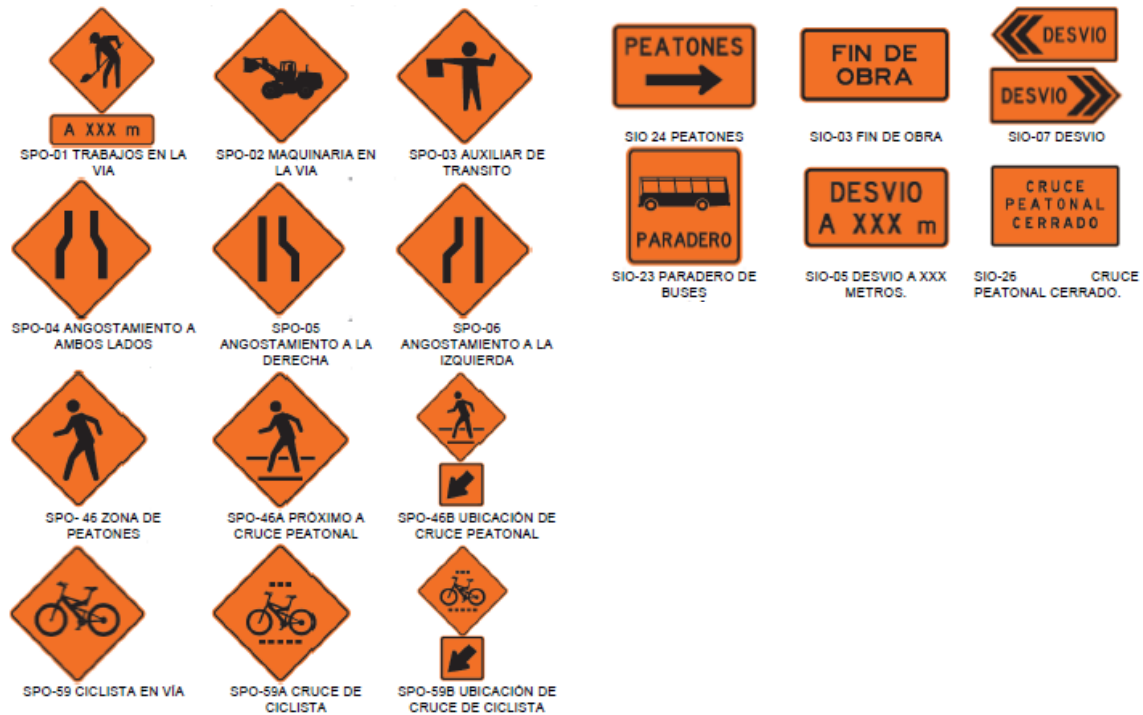 A XXX m
SPO-01 TRABAJOS EN LA
VIA
SPO-02 MAQUINARIA EN
LA VIA
SPO-03 AUXILIAR DE
TRANSITO
SPO-04 ANGOSTAMIENTO A
AMBOS LADOS
SPO-05
ANGOSTAMIENTO A LA
DERECHA
SPO-06
ANGOSTAMIENTO A LA
IZQUIERDA
SPO- 46 ZONA DE
PEATONES
SPO-46A PRÓXIMO A
CRUCE PEATONAL
SPO-46B UBICACIÓN DE
CRUCE PEATONAL
SPO-59 CICLISTA EN VÍA
SPO-59A CRUCE DE
CICLISTA
SPO-59B UBICACIÓN DE
CRUCE DE CICLISTA
PEATONES
SIO 24 PEATONES
FIN DE
OBRA
SIO-03 FIN DE OBRA
DESVIO
DESVIO
SIO-07 DESVIO
PARADERO
SIO-23 PARADERO DE
BUSES
DESVIO
A XXX m
SIO-05 DESVIO A XXX
METROS.
CRUCE
PEATONAL
CERRADO
SIO-26 CRUCE
PEATONAL CERRADO.